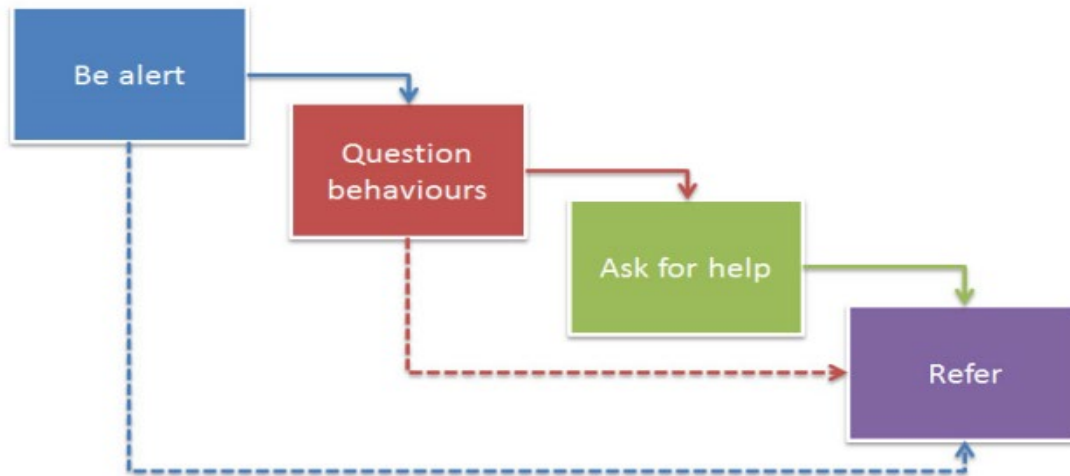 Be alert
Question
behaviours
Ask for help
Refer